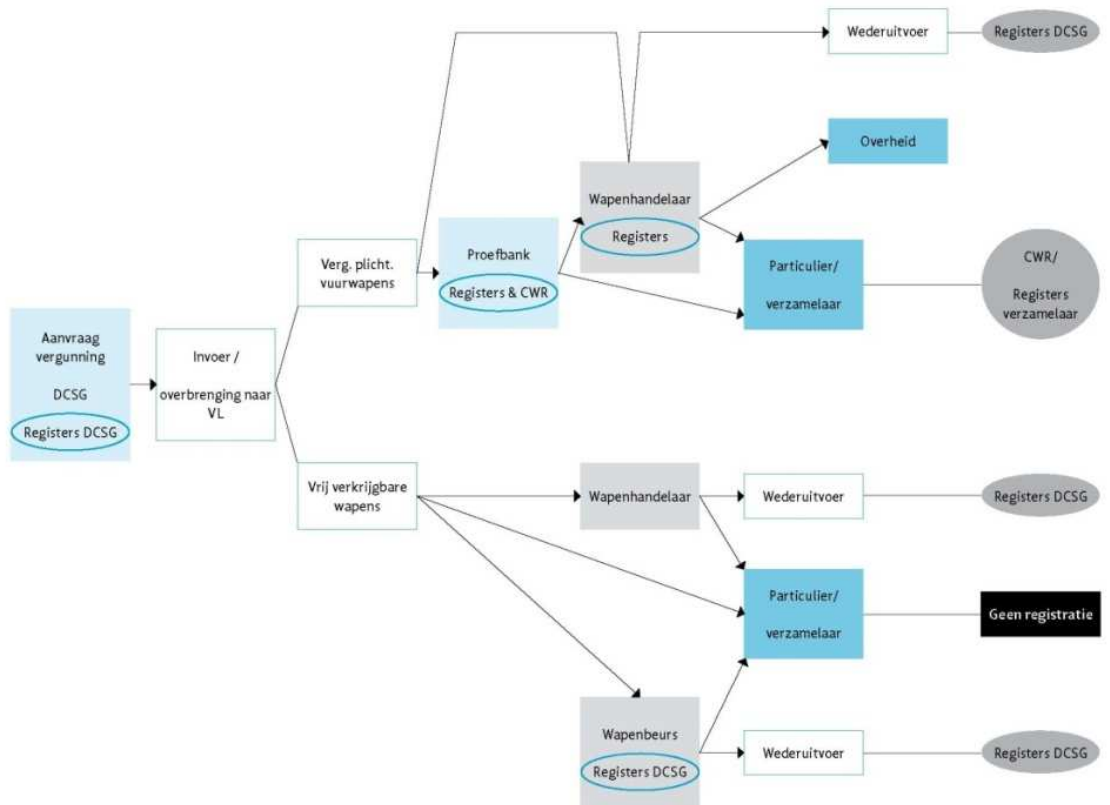 Wederuitvoer
Registers DCSG
Overheid
Wapenhandelaar
Registers
Verg. plicht.
vuurwapens
Proefbank
Registers & CWR
Particulier/
verzamelaar
CWR/
Registers
verzamelaar
Aanvraag
vergunning
DCSG
Registers DCSG
Invoer /
overbrenging naar
VL
Vrij verkrijgbare
wapens
Wapenhandelaar
Wederuitvoer
Registers DCSG
Particulier/
verzamelaar
Geen registratie
Wapenbeurs
Registers DCSG
Wederuitvoer
Registers DCSG